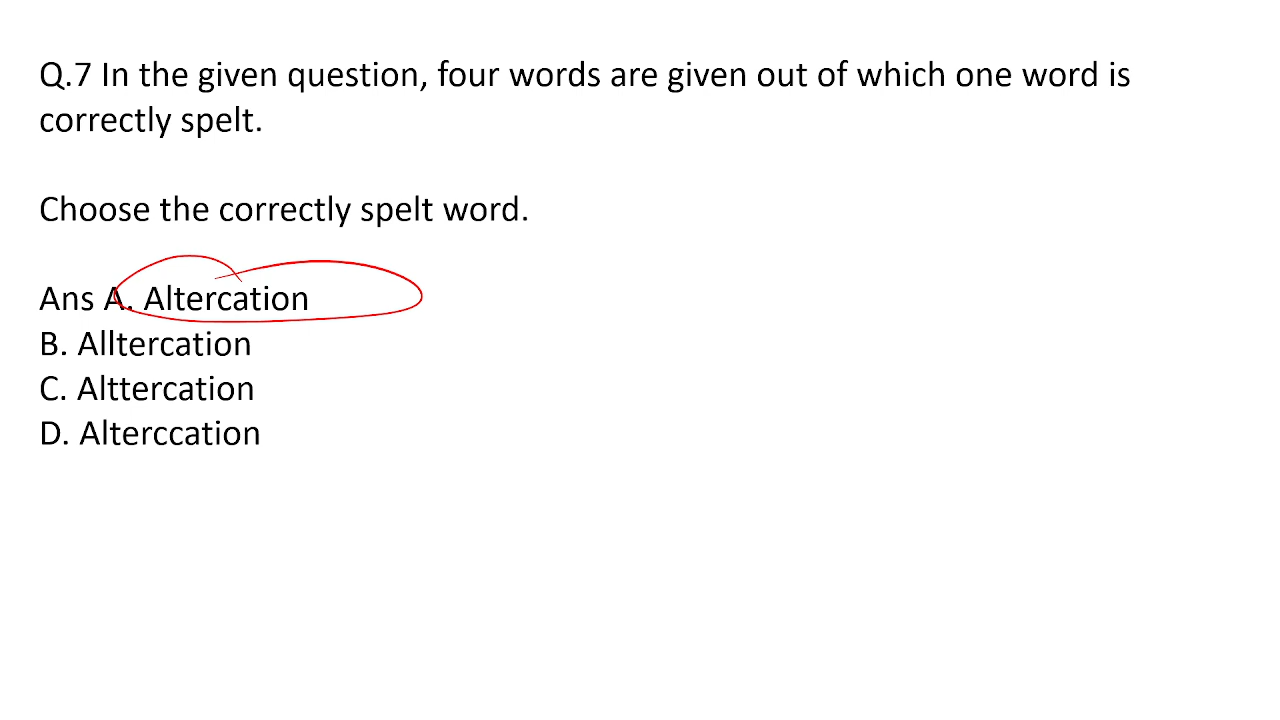 Q.7 In the given question, four words are given out of which one word is
correctly spelt.
Choose the correctly spelt word.
Ans A. Altercation
B. Alltercation
C. Alttercation
D. Alterccation